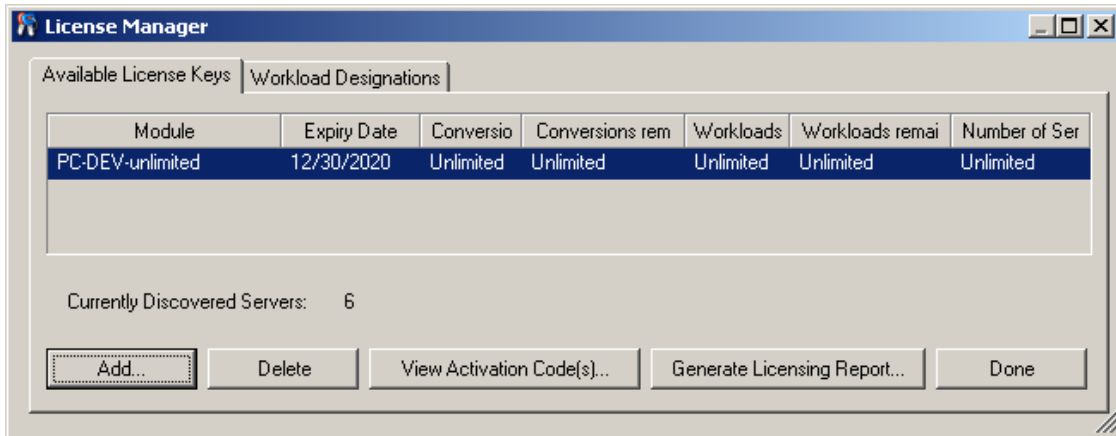 License Manager
Available License Keys Workload Designations
Module Expiry Date Conversio Conversions rem Workloads Workloads remai Number of Ser
PC-DEV-unlimited 12/30/2020 Unlimited Unlimited Unlimited Unlimited Unlimited
Currently Discovered Servers: 6
Add... Delete View Activation Code(s)... Generate Licensing Report... Done